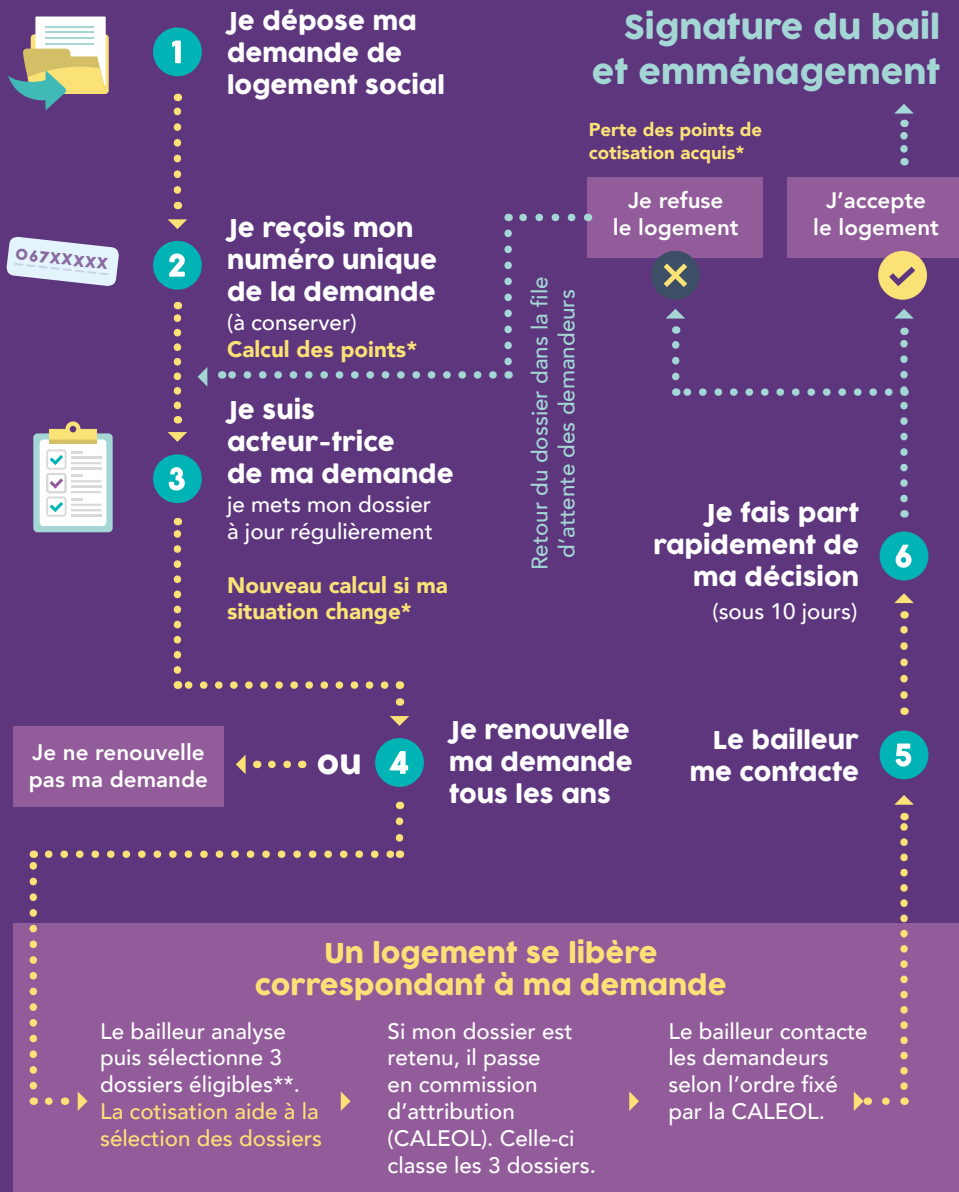 1
Je dépose ma
demande de
logement social
067XXXXX
2
Je reçois mon
numéro unique
de la demande
(à conserver)
Calcul des points*
3
Je suis
acteur-trice
de ma demande
je mets mon dossier
à jour régulièrement
Nouveau calcul si ma
situation change*
4
Je renouvelle
ma demande
tous les ans
ou
Je ne renouvelle
pas ma demande
Un logement se libère
correspondant à ma demande
Le bailleur analyse
puis sélectionne 3
dossiers éligibles**.
La cotisation aide à la
sélection des dossiers
Si mon dossier est
retenu, il passe
en commission
d'attribution
(CALEOL). Celle-ci
classe les 3 dossiers.
Le bailleur contacte
les demandeurs
selon l'ordre fixé
par la CALEOL.
Le bailleur
me contacte
5
Je fais part
rapidement de
ma décision
(sous 10 jours)
6
Je refuse
le logement
Perte des points de
cotisation acquis*
Retour du dossier dans la file
d'attente des demandeurs
J'accepte
le logement
Signature du bail
et emménagement